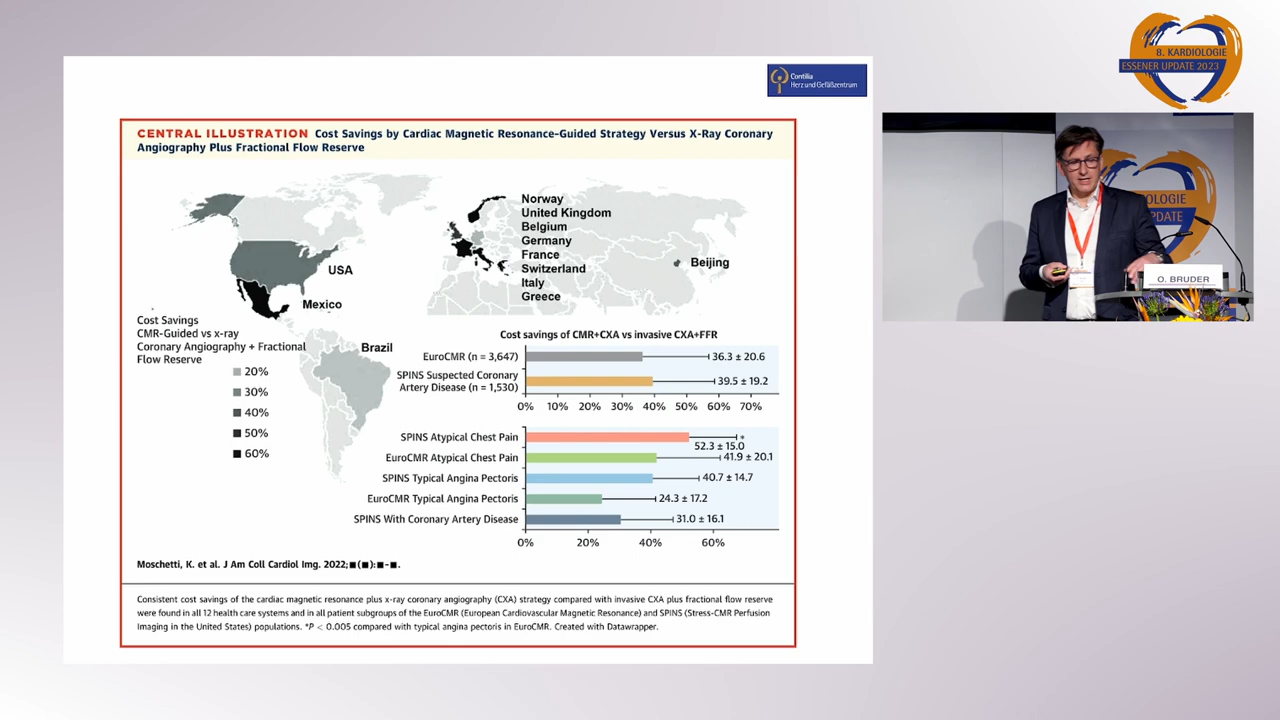 8. KARDIOLOGIE
ESSENER UPDATE 2023
Contilia
Herz und Gefäßzentrum
CENTRAL ILLUSTRATION Cost Savings by Cardiac Magnetic Resonance-Guided Strategy Versus X-Ray Coronary
Angiography Plus Fractional Flow Reserve
Norway
United Kingdom
Belgium
Germany
France
Switzerland
Italy
Greece
Beijing
USA
Mexico
Brazil
Cost Savings
CMR-Guided vs x-ray
Coronary Angiography + Fractional
Flow Reserve
20%
30%
40%
50%
60%
Cost savings of CMR+CXA vs invasive CXA+FFR
EuroCMR (n = 3,647) 36.3 ± 20.6
SPINS Suspected Coronary
Artery Disease (n = 1,530) 39.5 ± 19.2
0% 10% 20% 30% 40% 50% 60% 70%
SPINS Atypical Chest Pain *
52.3 ± 15.0
EuroCMR Atypical Chest Pain 41.9 ± 20.1
SPINS Typical Angina Pectoris 40.7 ± 14.7
EuroCMR Typical Angina Pectoris 24.3 ± 17.2
SPINS With Coronary Artery Disease 31.0 ± 16.1
0% 20% 40% 60%
Moschetti, K. et al. J Am Coll Cardiol Img. 2022;■(■):■-■.
Consistent cost savings of the cardiac magnetic resonance plus x-ray coronary angiography (CXA) strategy compared with invasive CXA plus fractional flow reserve
were found in all 12 health care systems and in all patient subgroups of the EuroCMR (European Cardiovascular Magnetic Resonance) and SPINS (Stress-CMR Perfusion
Imaging in the United States) populations. *P < 0.005 compared with typical angina pectoris in EuroCMR. Created with Datawrapper.
OLOGIE
PDATE
O. BRUDER